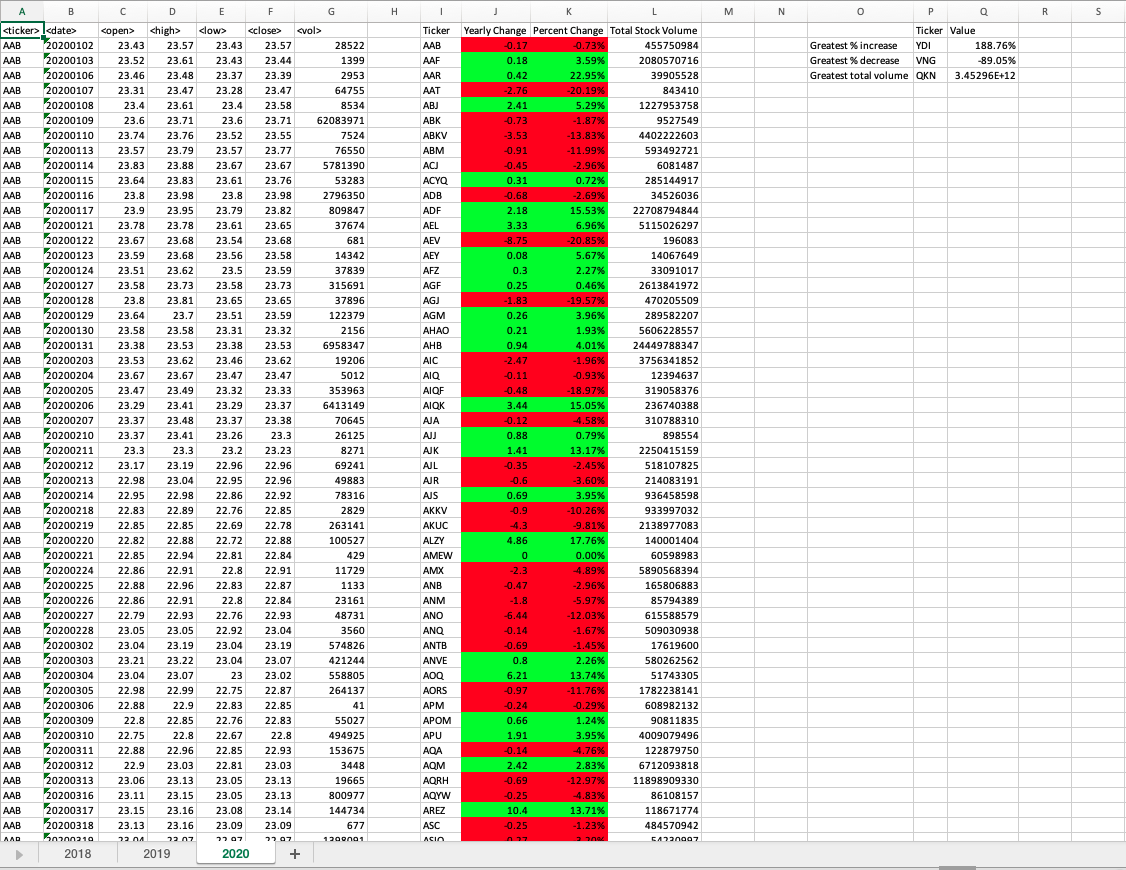 A B C D E F G H I J K L M N O P Q R S
<ticker> <date> <open> <high> <low> <close> <vol> Ticker Yearly Change Percent Change Total Stock Volume Ticker Value
AAB 20200102 23.43 23.57 23.43 23.57 28522 AAB -0.17 -0.73% 455750984 Greatest % increase YDI 188.76%
AAB 20200103 23.52 23.61 23.43 23.44 1399 AAF 0.18 3.59% 2080570716 Greatest % decrease VNG -89.05%
AAB 20200106 23.46 23.48 23.37 23.39 2953 AAR 0.42 22.95% 39905528 Greatest total volume QKN 3.45296E+12
AAB 20200107 23.31 23.47 23.28 23.47 64755 AAT -2.76 -20.19% 843410
AAB 20200108 23.4 23.61 23.4 23.58 8534 ABJ 2.41 5.29% 1227953758
AAB 20200109 23.6 23.71 23.6 23.71 62083971 ABK -0.73 -1.87% 9527549
AAB 20200110 23.74 23.76 23.52 23.55 7524 ABKV -3.53 -13.83% 4402222603
AAB 20200113 23.57 23.79 23.57 23.77 76550 ABM -0.91 -11.99% 593492721
AAB 20200114 23.83 23.88 23.67 23.67 5781390 ACJ -0.45 -2.96% 6081487
AAB 20200115 23.64 23.83 23.61 23.76 53283 ACYQ 0.31 0.72% 285144917
AAB 20200116 23.8 23.98 23.8 23.98 2796350 ADB -0.68 -2.69% 34526036
AAB 20200117 23.9 23.95 23.79 23.82 809847 ADF 2.18 15.53% 22708794844
AAB 20200121 23.78 23.78 23.61 23.65 37674 AEL 3.33 6.96% 5115026297
AAB 20200122 23.67 23.68 23.54 23.68 681 AEV -8.75 -20.85% 196083
AAB 20200123 23.59 23.68 23.56 23.58 14342 AEY 0.08 5.67% 14067649
AAB 20200124 23.51 23.62 23.5 23.59 37839 AFZ 0.3 2.27% 33091017
AAB 20200127 23.58 23.73 23.58 23.73 315691 AGF 0.25 0.46% 2613841972
AAB 20200128 23.8 23.81 23.65 23.65 37896 AGJ -1.83 -19.57% 470205509
AAB 20200129 23.64 23.7 23.51 23.59 122379 AGM 0.26 3.96% 289582207
AAB 20200130 23.58 23.58 23.31 23.32 2156 AHAO 0.21 1.93% 5606228557
AAB 20200131 23.38 23.53 23.38 23.53 6958347 AHB 0.94 4.01% 24449788347
AAB 20200203 23.53 23.62 23.46 23.62 19206 AIC -2.47 -1.96% 3756341852
AAB 20200204 23.67 23.67 23.47 23.47 5012 AIQ -0.11 -0.93% 12394637
AAB 20200205 23.47 23.49 23.32 23.33 353963 AIQF -0.48 -18.97% 319058376
AAB 20200206 23.29 23.41 23.29 23.37 6413149 AIQK 3.44 15.05% 236740388
AAB 20200207 23.37 23.48 23.37 23.38 70645 AJA -0.12 -4.58% 310788310
AAB 20200210 23.37 23.41 23.26 23.3 26125 AJJ 0.88 0.79% 898554
AAB 20200211 23.3 23.3 23.2 23.23 8271 AJK 1.41 13.17% 2250415159
AAB 20200212 23.17 23.19 22.96 22.96 69241 AJL -0.35 -2.45% 518107825
AAB 20200213 22.98 23.04 22.95 22.96 49883 AJR -0.6 -3.60% 214083191
AAB 20200214 22.95 22.98 22.86 22.92 78316 AJS 0.69 3.95% 936458598
AAB 20200218 22.83 22.89 22.76 22.85 2829 AKKV -0.9 -10.26% 933997032
AAB 20200219 22.85 22.85 22.69 22.78 263141 AKUC -4.3 -9.81% 2138977083
AAB 20200220 22.82 22.88 22.72 22.88 100527 ALZY 4.86 17.76% 140001404
AAB 20200221 22.85 22.94 22.81 22.84 429 AMEW 0 0.00% 60598983
AAB 20200224 22.86 22.91 22.8 22.91 11729 AMX -2.3 -4.89% 5890568394
AAB 20200225 22.88 22.96 22.83 22.87 1133 ANB -0.47 -2.96% 165806883
AAB 20200226 22.86 22.91 22.8 22.84 23161 ANM -1.8 -5.97% 85794389
AAB 20200227 22.79 22.93 22.76 22.93 48731 ANO -6.44 -12.03% 615588579
AAB 20200228 23.05 23.05 22.92 23.04 3560 ANQ -0.14 -1.67% 509030938
AAB 20200302 23.04 23.19 23.04 23.19 574826 ANTB -0.69 -1.45% 17619600
AAB 20200303 23.21 23.22 23.04 23.07 421244 ANVE 0.8 2.26% 580262562
AAB 20200304 23.04 23.07 23 23.02 558805 AOQ 6.21 13.74% 51743305
AAB 20200305 22.98 22.99 22.75 22.87 264137 AORS -0.97 -11.76% 1782238141
AAB 20200306 22.88 22.9 22.83 22.85 41 APM -0.24 -0.29% 608982132
AAB 20200309 22.8 22.85 22.76 22.83 55027 APOM 0.66 1.24% 90811835
AAB 20200310 22.75 22.8 22.67 22.8 494925 APU 1.91 3.95% 4009079496
AAB 20200311 22.88 22.96 22.85 22.93 153675 AQA -0.14 -4.76% 122879750
AAB 20200312 22.9 23.03 22.81 23.03 3448 AQM 2.42 2.83% 6712093818
AAB 20200313 23.06 23.13 23.05 23.13 19665 AQRH -0.69 -12.97% 11898909330
AAB 20200316 23.11 23.15 23.05 23.13 800977 AQYW -0.25 -4.83% 86108157
AAB 20200317 23.15 23.16 23.08 23.14 144734 AREZ 10.4 13.71% 118671774
AAB 20200318 23.13 23.16 23.09 23.09 677 ASC -0.25 -1.23% 484570942
2018 2019 2020 +